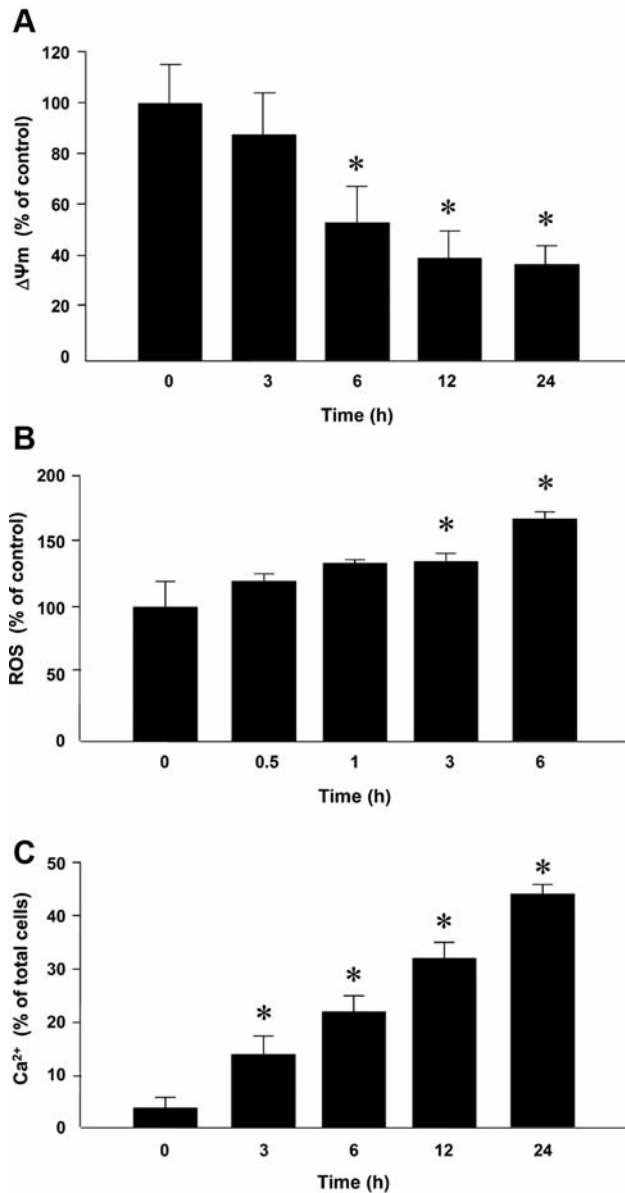 A
120
100
80
60
40
20
0
ΔΨm (% of control)
*
*
*
0 3 6 12 24
Time (h)
B
200
150
100
50
0
ROS (% of control)
*
*
0 0.5 1 3 6
Time (h)
C
50
40
30
20
10
0
Ca²⁺ (% of total cells)
*
*
*
*
0 3 6 12 24
Time (h)